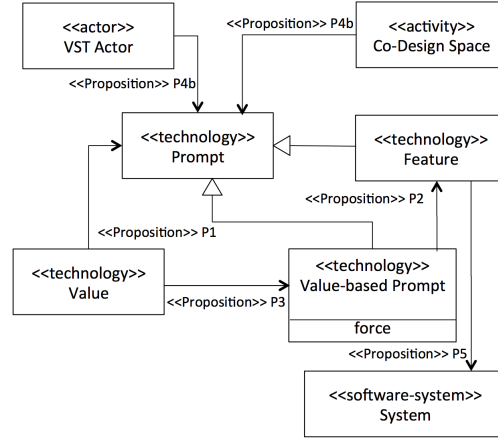 <<actor>>
VST Actor
<<activity>>
Co-Design Space
<<Proposition>> P4b
<<Proposition>> P4b
<<technology>>
Prompt
<<technology>>
Feature
<<Proposition>> P2
<<Proposition>> P1
<<technology>>
Value
<<technology>>
Value-based Prompt
<<Proposition>> P3
force
<<Proposition>> P5
<<software-system>>
System